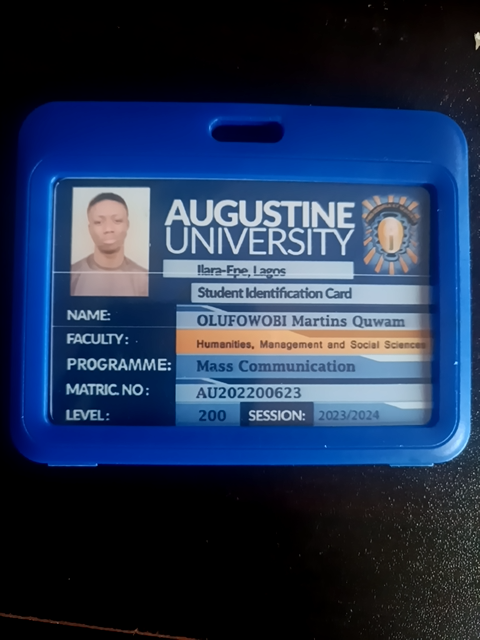 AUGUSTINE
UNIVERSITY
Ilara-Epe, Lagos
Student Identification Card
NAME: OLUFOWOBI Martins Quwam
FACULTY: Humanities, Management and Social Sciences
PROGRAMME: Mass Communication
MATRIC. NO : AU202200623
LEVEL: 200 SESSION: 2023/2024